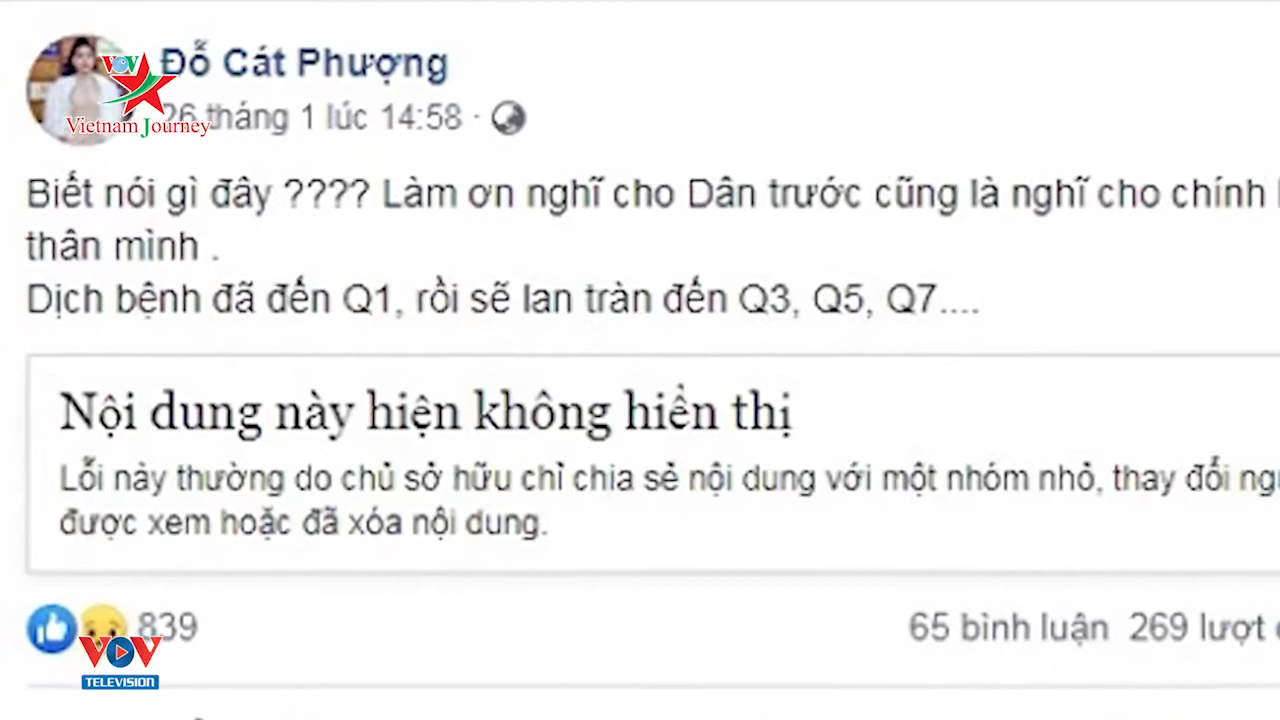 Đỗ Cát Phượng
VOV
26 tháng 1 lúc 14:58 ·
Vietnam Journey
Biết nói gì đây ???? Làm ơn nghĩ cho Dân trước cũng là nghĩ cho chính
thân mình .
Dịch bệnh đã đến Q1, rồi sẽ lan tràn đến Q3, Q5, Q7....
Nội dung này hiện không hiển thị
Lỗi này thường do chủ sở hữu chỉ chia sẻ nội dung với một nhóm nhỏ, thay đổi
được xem hoặc đã xóa nội dung.
839
65 bình luận 269 lượt
VOV
TELEVISION